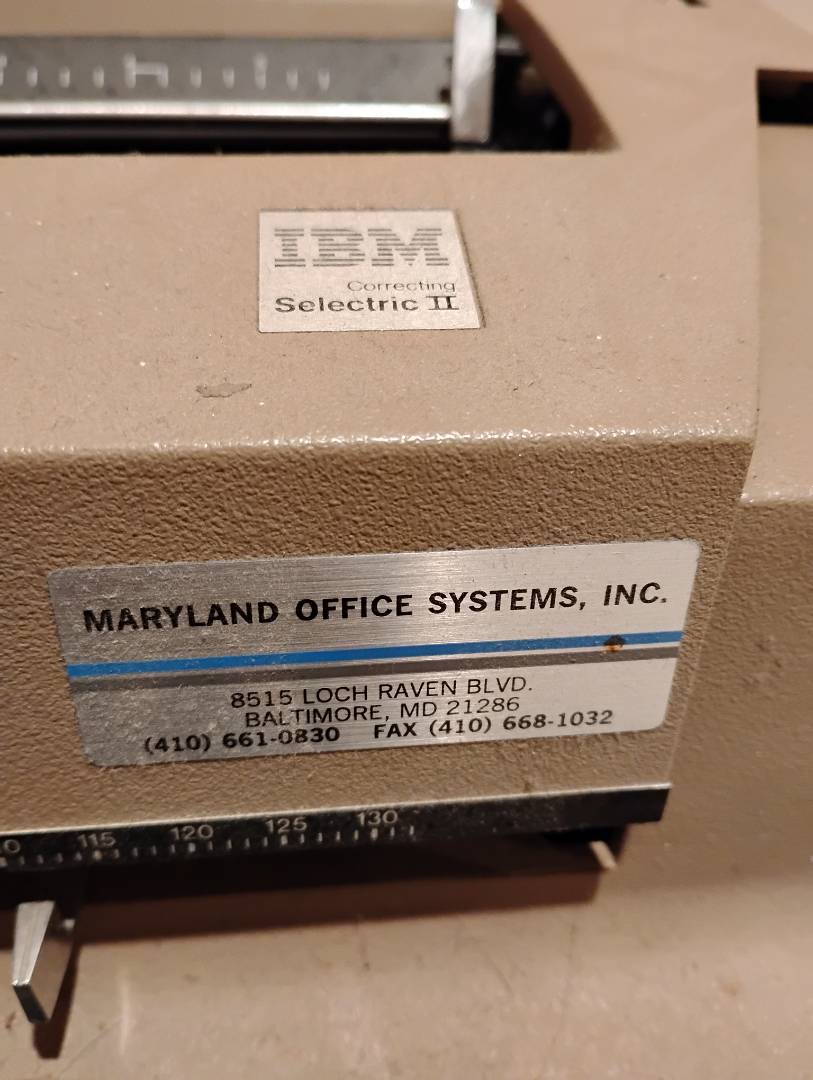 IBM
Correcting
Selectric II
MARYLAND OFFICE SYSTEMS, INC.
8515 LOCH RAVEN BLVD.
BALTIMORE, MD 21286
(410) 661-0830 FAX (410) 668-1032
115 120 125 130